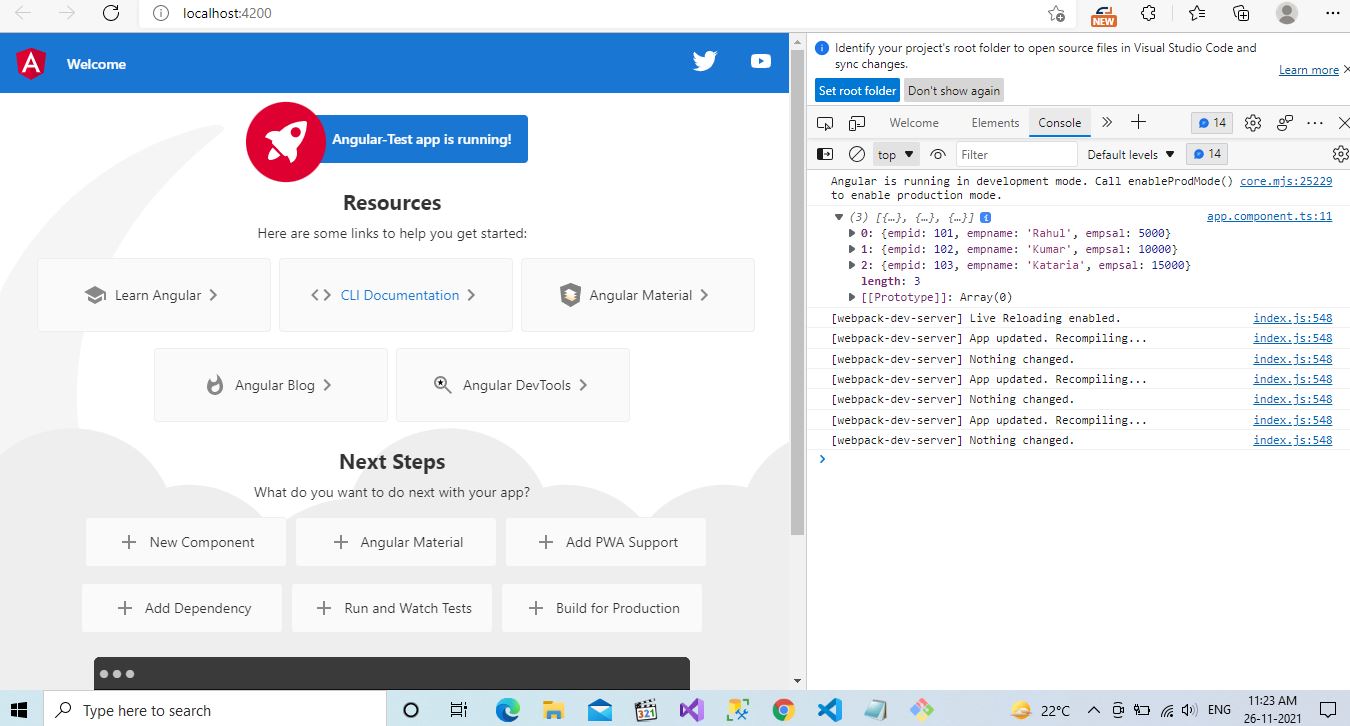 localhost:4200
NEW
Welcome
Angular-Test app is running!
Resources
Here are some links to help you get started:
Learn Angular
CLI Documentation
Angular Material
Angular Blog
Angular DevTools
Next Steps
What do you want to do next with your app?
New Component
Angular Material
Add PWA Support
Add Dependency
Run and Watch Tests
Build for Production
Identify your project's root folder to open source files in Visual Studio Code and
sync changes.
Learn more
Set root folder
Don't show again
Welcome
Elements
Console
14
top
Filter
Default levels
14
Angular is running in development mode. Call enableProdMode() core.mjs:25229
to enable production mode.
(3) [{…}, {…}, {…}] app.component.ts:11
0: {empid: 101, empname: 'Rahul', empsal: 5000}
1: {empid: 102, empname: 'Kumar', empsal: 10000}
2: {empid: 103, empname: 'Kataria', empsal: 15000}
length: 3
[[Prototype]]: Array(0)
[webpack-dev-server] Live Reloading enabled. index.js:548
[webpack-dev-server] App updated. Recompiling... index.js:548
[webpack-dev-server] Nothing changed. index.js:548
[webpack-dev-server] App updated. Recompiling... index.js:548
[webpack-dev-server] Nothing changed. index.js:548
[webpack-dev-server] App updated. Recompiling... index.js:548
[webpack-dev-server] Nothing changed. index.js:548
Type here to search
321
22°C
ENG
11:23 AM
26-11-2021